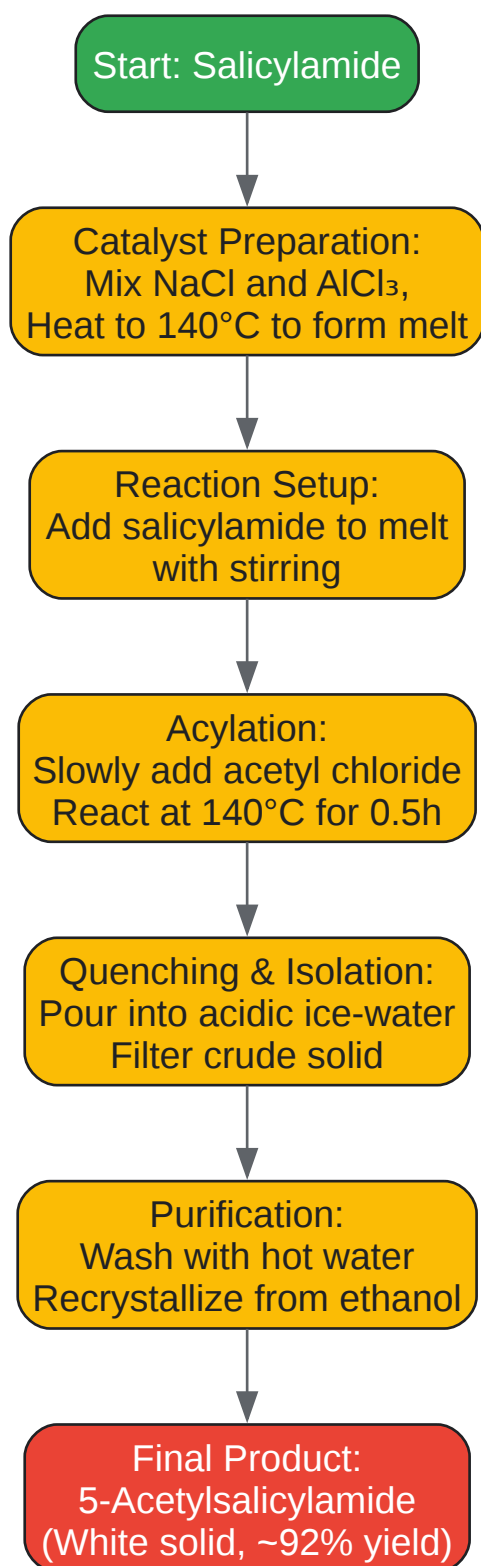 Start: Salicylamide
Catalyst Preparation:
Mix NaCl and AlCl₃,
Heat to 140°C to form melt
Reaction Setup:
Add salicylamide to melt
with stirring
Acylation:
Slowly add acetyl chloride
React at 140°C for 0.5h
Quenching & Isolation:
Pour into acidic ice-water
Filter crude solid
Purification:
Wash with hot water
Recrystallize from ethanol
Final Product:
5-Acetylsalicylamide
(White solid, ~92% yield)